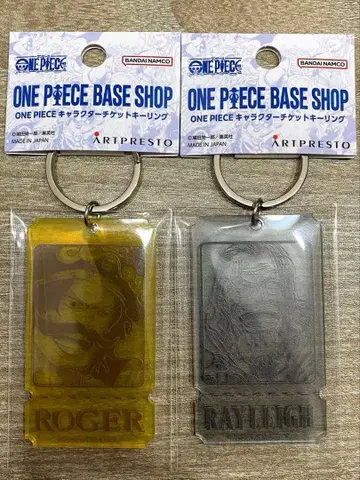 ONE PIECE
BANDAI NAMCO
ONE PIECE BASE SHOP
ONE PIECE キャラクターチケットキーリング
©尾田栄一郎／集英社
MADE IN JAPAN
ARTPRESTO
ROGER
ONE PIECE
BANDAI NAMCO
ONE PIECE BASE SHOP
ONE PIECE キャラクターチケットキーリング
©尾田栄一郎／集英社
MADE IN JAPAN
ARTPRESTO
RAYLEIGH